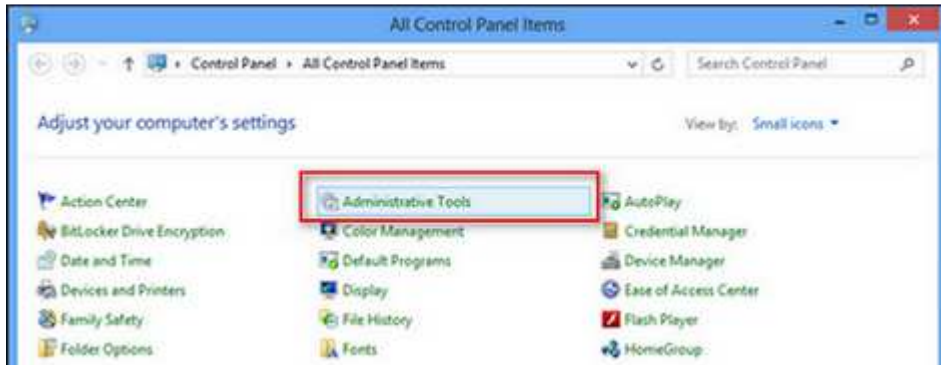 All Control Panel Items
Control Panel All Control Panel Items Search Control Panel
Adjust your computer's settings View by: Small icons
Action Center Administrative Tools AutoPlay
BitLocker Drive Encryption Color Management Credential Manager
Date and Time Default Programs Device Manager
Devices and Printers Display Ease of Access Center
Family Safety File History Flash Player
Folder Options Fonts HomeGroup